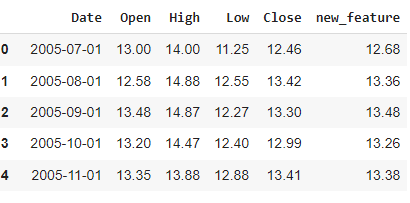 Date Open High Low Close new_feature
0 2005-07-01 13.00 14.00 11.25 12.46 12.68
1 2005-08-01 12.58 14.88 12.55 13.42 13.36
2 2005-09-01 13.48 14.87 12.27 13.30 13.48
3 2005-10-01 13.20 14.47 12.40 12.99 13.26
4 2005-11-01 13.35 13.88 12.88 13.41 13.38